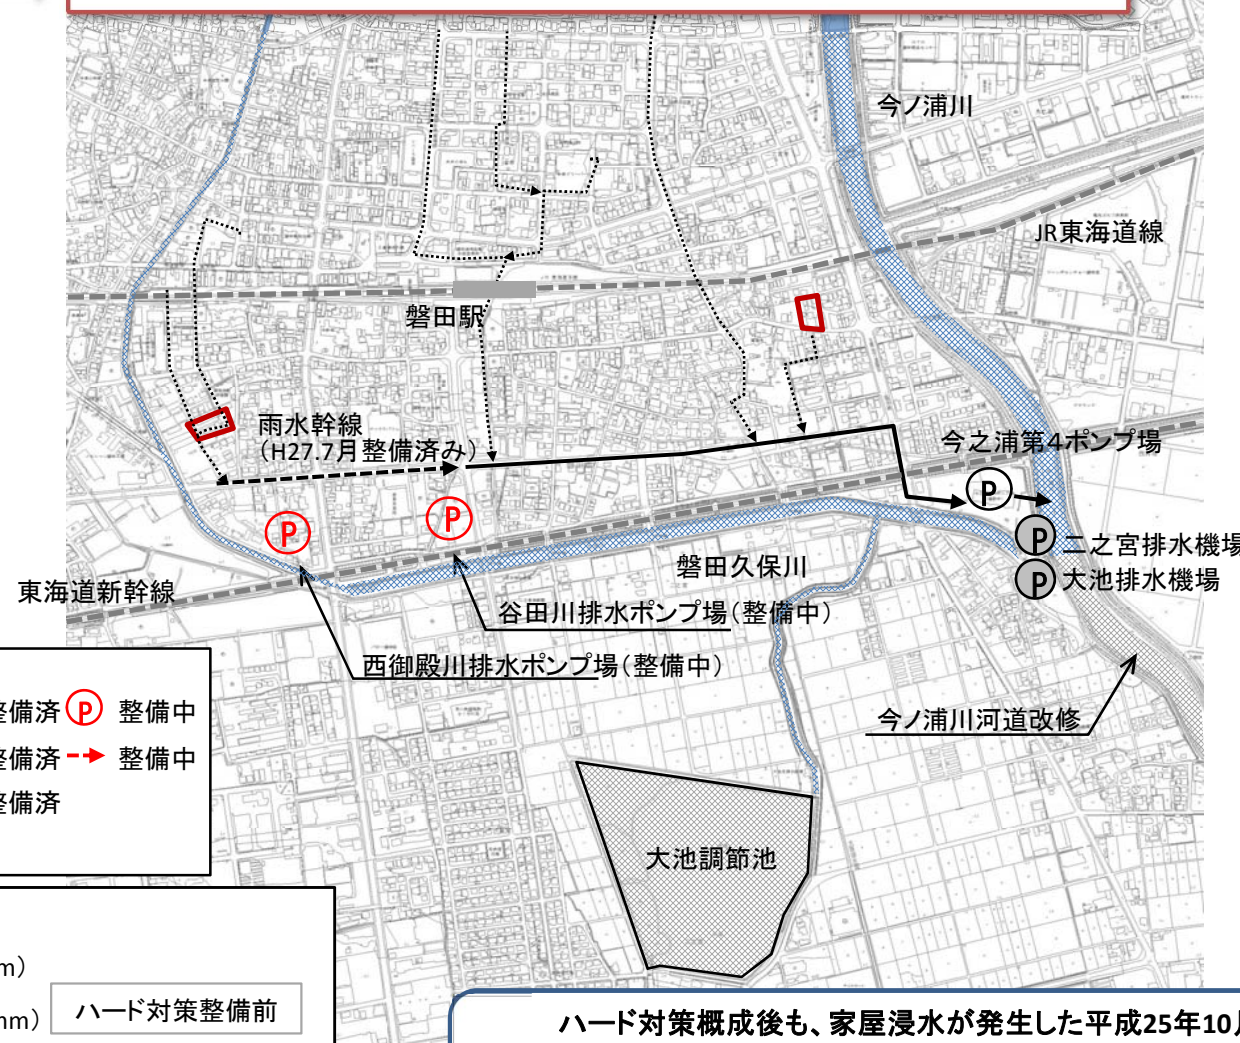 今ノ浦川
JR東海道線
磐田駅
雨水幹線
（H27.7月整備済み）
今之浦第4ポンプ場
P
P
P
P
二之宮排水機場
P
大池排水機場
磐田久保川
東海道新幹線
谷田川排水ポンプ場（整備中）
西御殿川排水ポンプ場（整備中）
整備済 P 整備中
今ノ浦川河道改修
整備済 整備中
整備済
大池調節池
m）
mm）
ハード対策整備前
ハード対策概成後も、家屋浸水が発生した平成25年10月